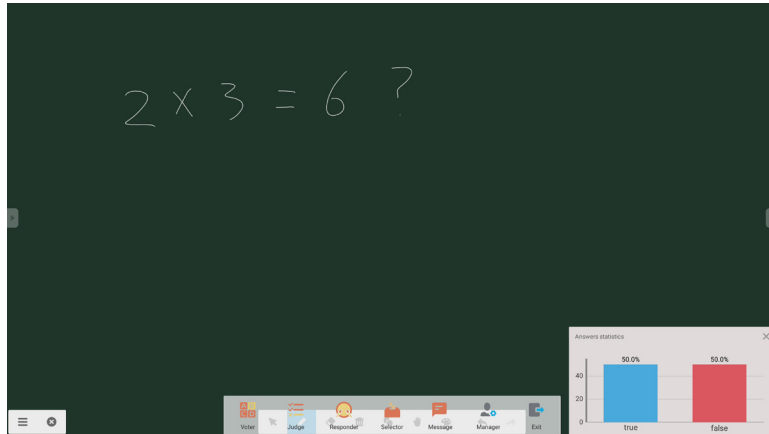 2 × 3 = 6 ?
Answers statistics
50.0% 50.0%
40
20
0
true false
Voter Judge Responder Selector Message Manager Exit